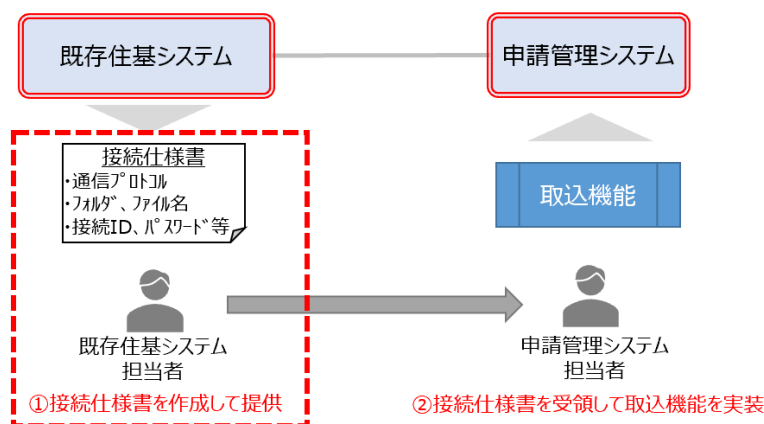 既存住基システム
申請管理システム
接続仕様書
・通信ﾌﾟﾛﾄｺﾙ
・ﾌｫﾙﾀﾞ、ﾌｧｲﾙ名
・接続ID、ﾊﾟｽﾜｰﾄﾞ等
取込機能
既存住基システム
担当者
申請管理システム
担当者
①接続仕様書を作成して提供
②接続仕様書を受領して取込機能を実装